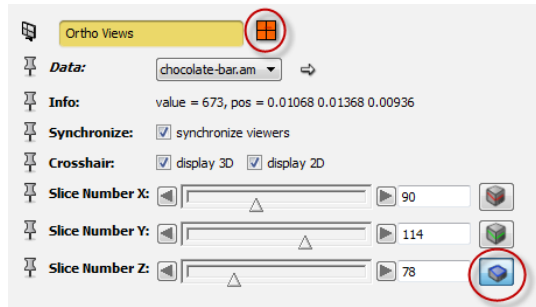 Ortho Views
Data: chocolate-bar.am
Info: value = 673, pos = 0.01068 0.01368 0.00936
Synchronize: synchronize viewers
Crosshair: display 3D display 2D
Slice Number X: 90
Slice Number Y: 114
Slice Number Z: 78